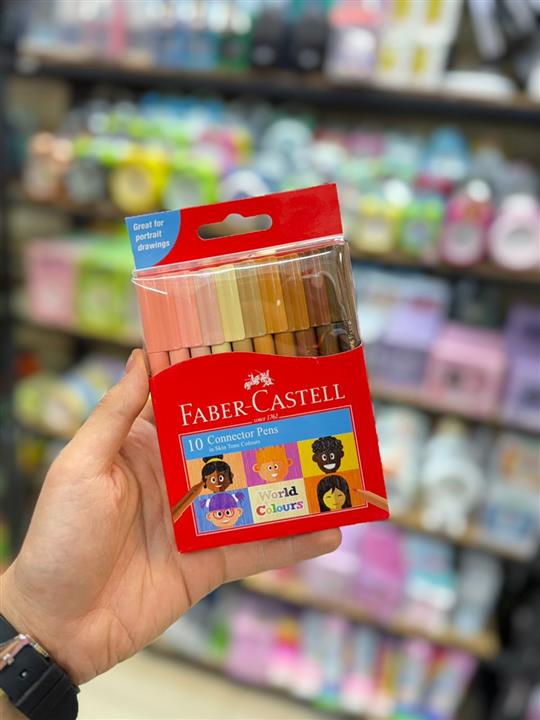 Great for
portrait
drawings
FABER-CASTELL
since 1761
10 Connector Pens
in Skin Tone Colours
World
Colours